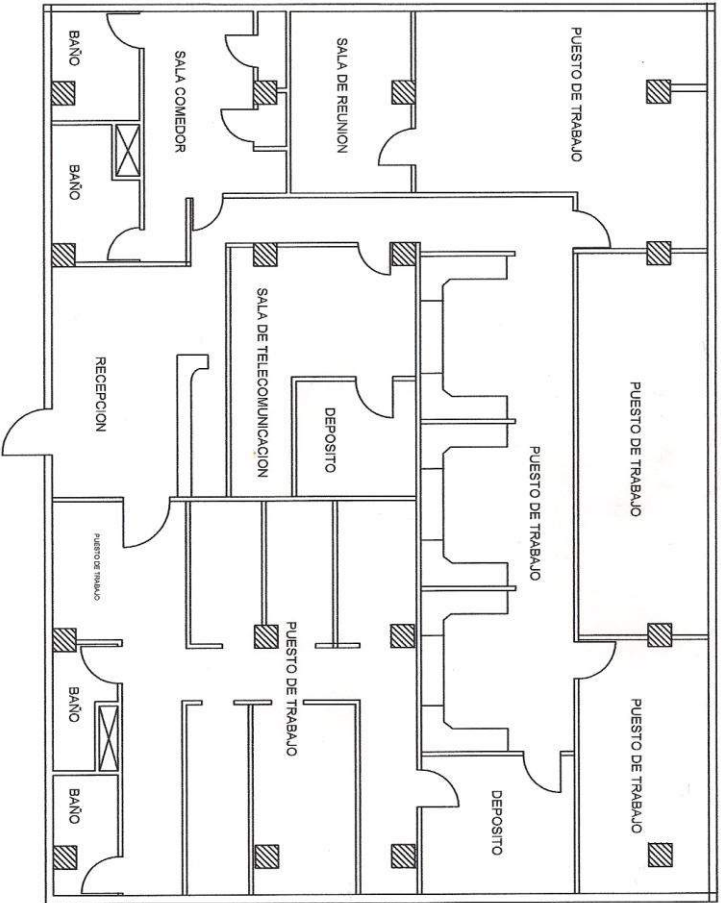 BAÑO
SALA COMEDOR
SALA DE REUNION
PUESTO DE TRABAJO
BAÑO
RECEPCION
SALA DE TELECOMUNICACION
DEPOSITO
PUESTO DE TRABAJO
PUESTO DE TRABAJO
PUESTO DE TRABAJO
PUESTO DE TRABAJO
BAÑO
PUESTO DE TRABAJO
DEPOSITO
BAÑO